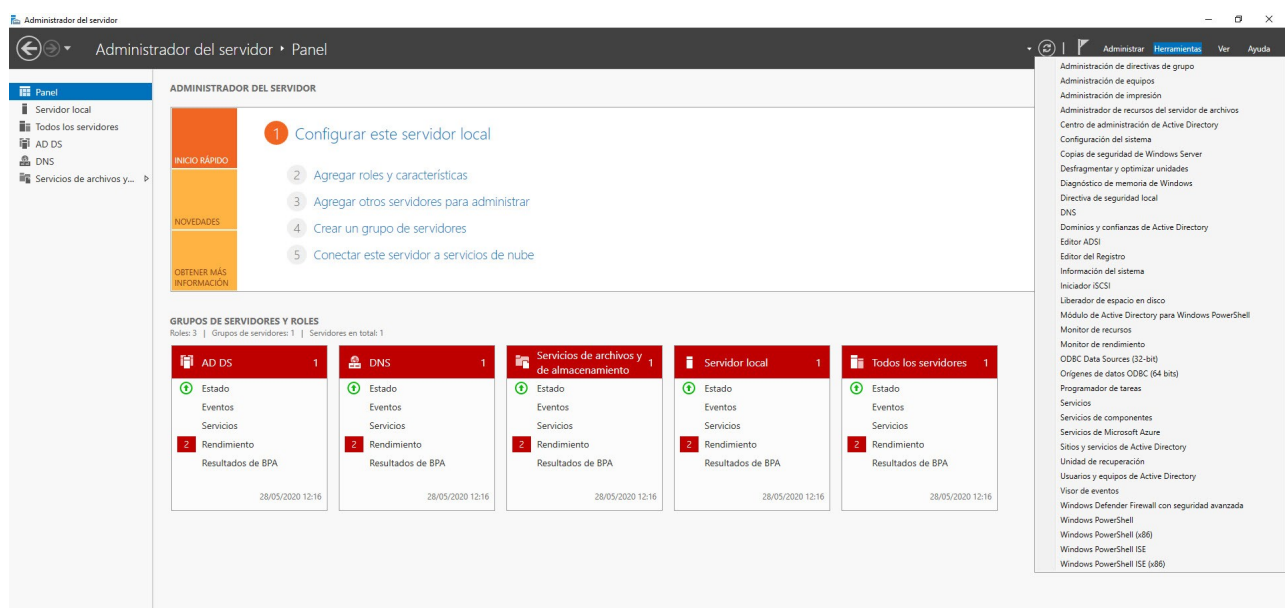 Administrador del servidor
Administrador del servidor ‣ Panel
Administrar Herramientas Ver Ayuda
Panel
Servidor local
Todos los servidores
AD DS
DNS
Servicios de archivos y...
ADMINISTRADOR DEL SERVIDOR
INICIO RÁPIDO
NOVEDADES
OBTENER MÁS
INFORMACIÓN
1 Configurar este servidor local
2 Agregar roles y características
3 Agregar otros servidores para administrar
4 Crear un grupo de servidores
5 Conectar este servidor a servicios de nube
GRUPOS DE SERVIDORES Y ROLES
Roles: 3 | Grupos de servidores: 1 | Servidores en total: 1
AD DS 1
Estado
Eventos
Servicios
2 Rendimiento
Resultados de BPA
28/05/2020 12:16
DNS 1
Estado
Eventos
Servicios
2 Rendimiento
Resultados de BPA
28/05/2020 12:16
Servicios de archivos y
de almacenamiento 1
Estado
Eventos
Servicios
2 Rendimiento
Resultados de BPA
28/05/2020 12:16
Servidor local 1
Estado
Eventos
Servicios
2 Rendimiento
Resultados de BPA
28/05/2020 12:16
Todos los servidores 1
Estado
Eventos
Servicios
2 Rendimiento
Resultados de BPA
28/05/2020 12:16
Administración de directivas de grupo
Administración de equipos
Administración de impresión
Administrador de recursos del servidor de archivos
Centro de administración de Active Directory
Configuración del sistema
Copias de seguridad de Windows Server
Desfragmentar y optimizar unidades
Diagnóstico de memoria de Windows
Directiva de seguridad local
DNS
Dominios y confianzas de Active Directory
Editor ADSI
Editor del Registro
Información del sistema
Iniciador iSCSI
Liberador de espacio en disco
Módulo de Active Directory para Windows PowerShell
Monitor de recursos
Monitor de rendimiento
ODBC Data Sources (32-bit)
Orígenes de datos ODBC (64 bits)
Programador de tareas
Servicios
Servicios de componentes
Servicios de Microsoft Azure
Sitios y servicios de Active Directory
Unidad de recuperación
Usuarios y equipos de Active Directory
Visor de eventos
Windows Defender Firewall con seguridad avanzada
Windows PowerShell
Windows PowerShell (x86)
Windows PowerShell ISE
Windows PowerShell ISE (x86)